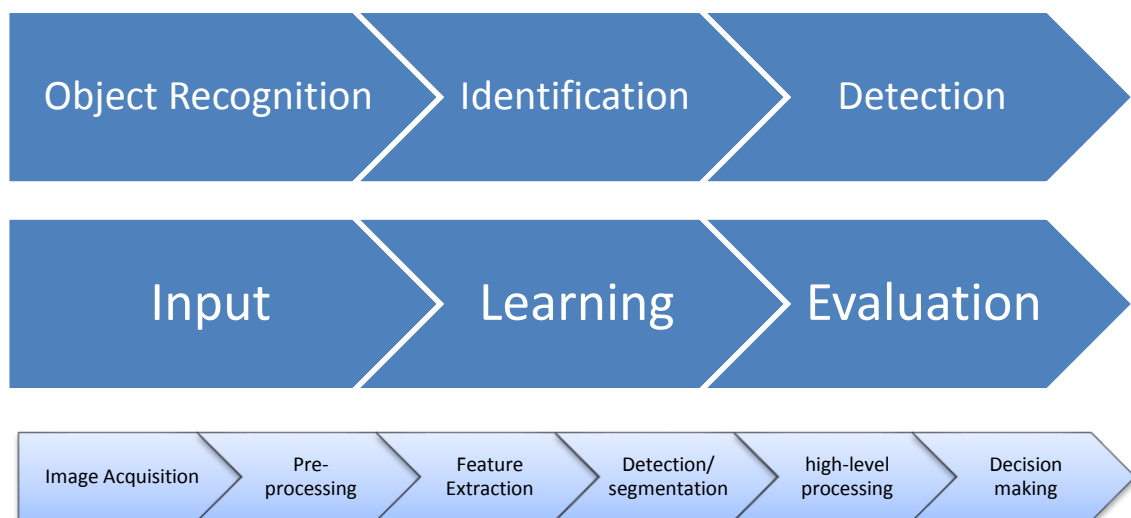 Object Recognition
Identification
Detection
Input
Learning
Evaluation
Image Acquisition
Pre-
processing
Feature
Extraction
Detection/
segmentation
high-level
processing
Decision
making